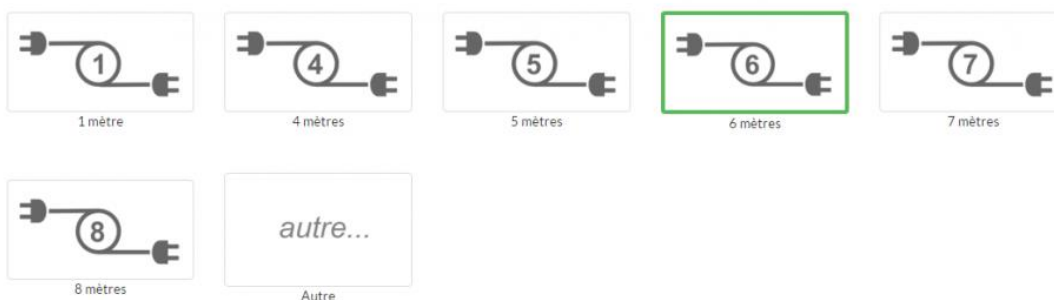 1
4
5
6
7
1 mètre
4 mètres
5 mètres
6 mètres
7 mètres
8
autre...
8 mètres
Autre